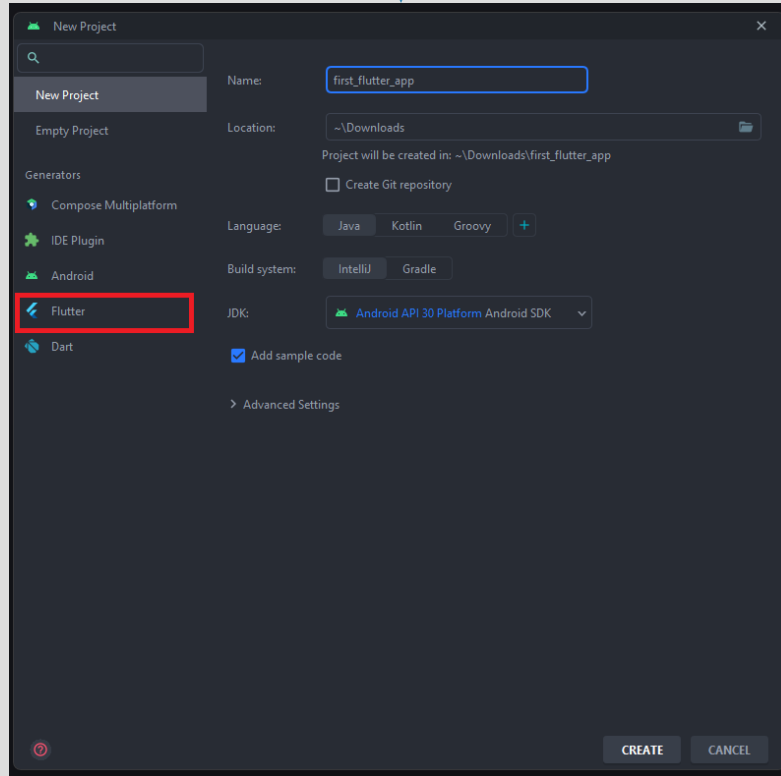 New Project
New Project
Empty Project
Generators
Compose Multiplatform
IDE Plugin
Android
Flutter
Dart
Name: first_flutter_app
Location: ~\Downloads
Project will be created in: ~\Downloads\first_flutter_app
Create Git repository
Language: Java Kotlin Groovy +
Build system: IntelliJ Gradle
JDK: Android API 30 Platform Android SDK
Add sample code
Advanced Settings
? CREATE CANCEL